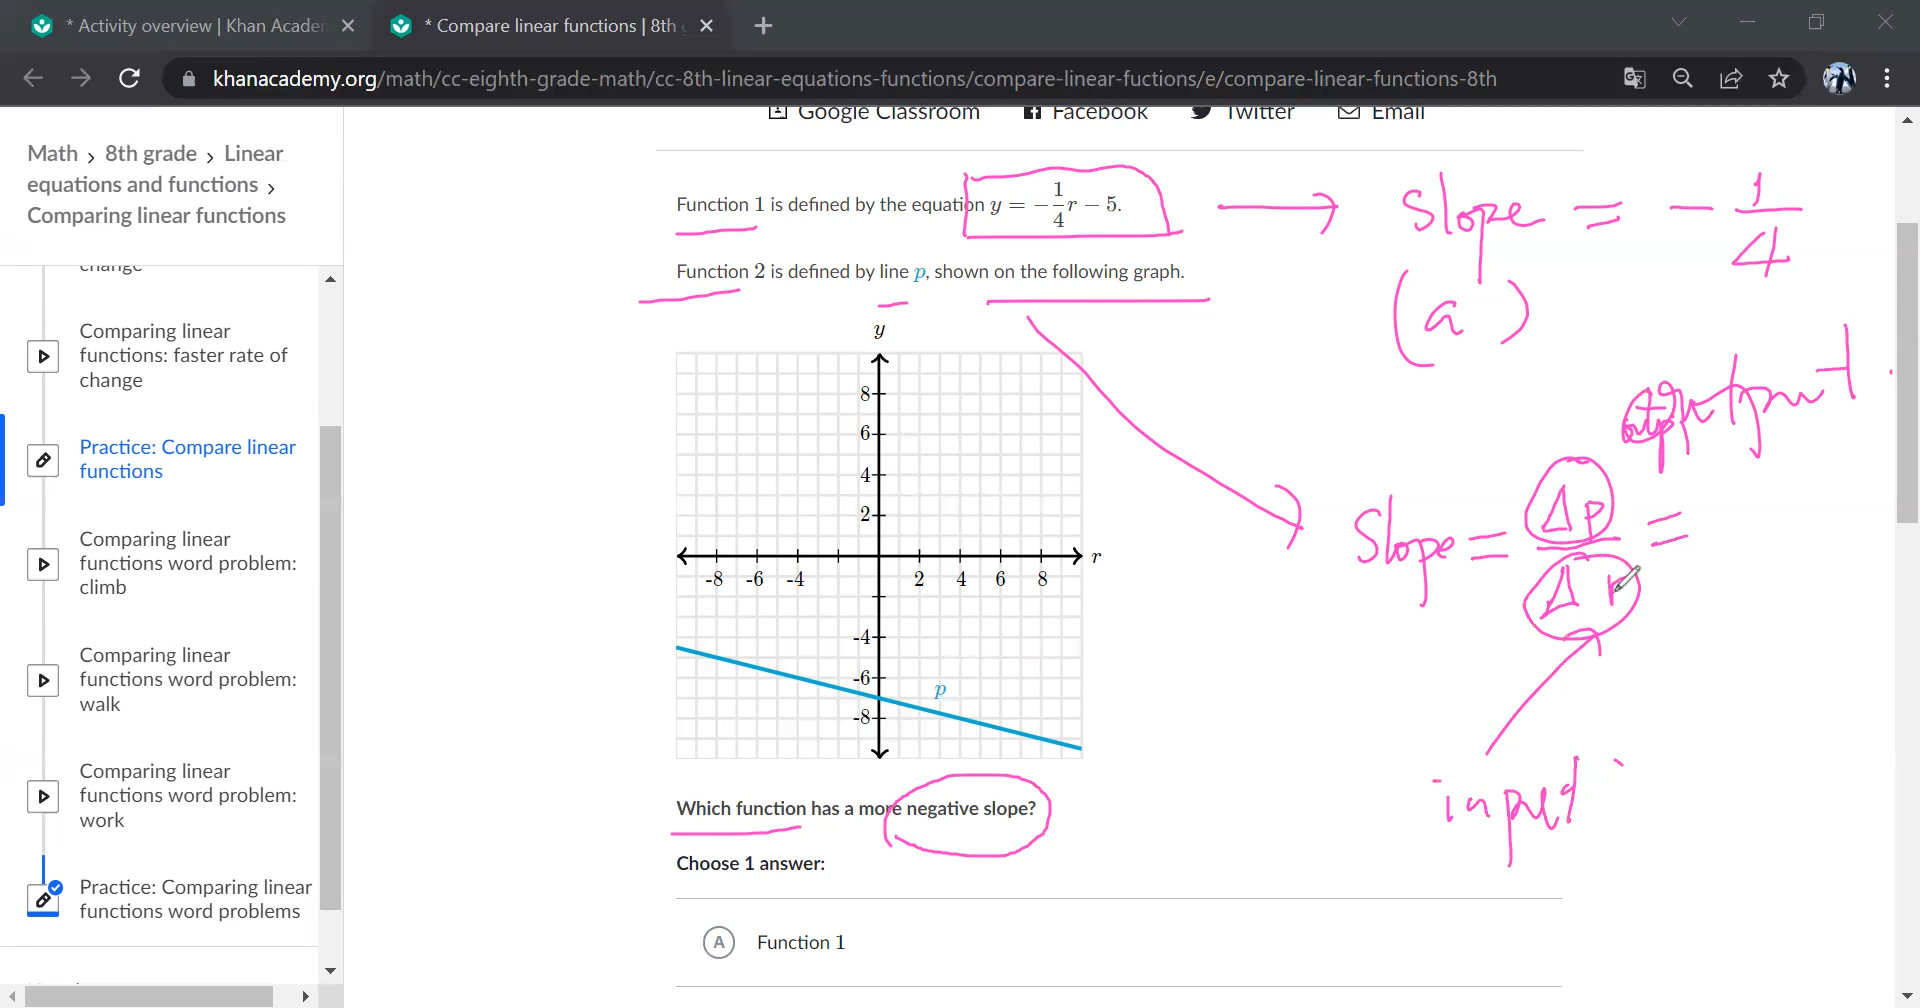 * Activity overview | Khan Academ
* Compare linear functions | 8th
khanacademy.org/math/cc-eighth-grade-math/cc-8th-linear-equations-functions/compare-linear-fuctions/e/compare-linear-functions-8th
Google Classroom Facebook Twitter Email
Math > 8th grade > Linear
equations and functions >
Comparing linear functions
change
Comparing linear
functions: faster rate of
change
Practice: Compare linear
functions
Comparing linear
functions word problem:
climb
Comparing linear
functions word problem:
walk
Comparing linear
functions word problem:
work
Practice: Comparing linear
functions word problems
Function 1 is defined by the equation y = -1/4 r - 5.
slope = - 1/4
(a)
Function 2 is defined by line p, shown on the following graph.
y
8
6
4
2
-8 -6 -4 2 4 6 8 r
-4
-6
-8
p
Slope = Δp/Δr =
input
Which function has a more negative slope?
Choose 1 answer:
A Function 1